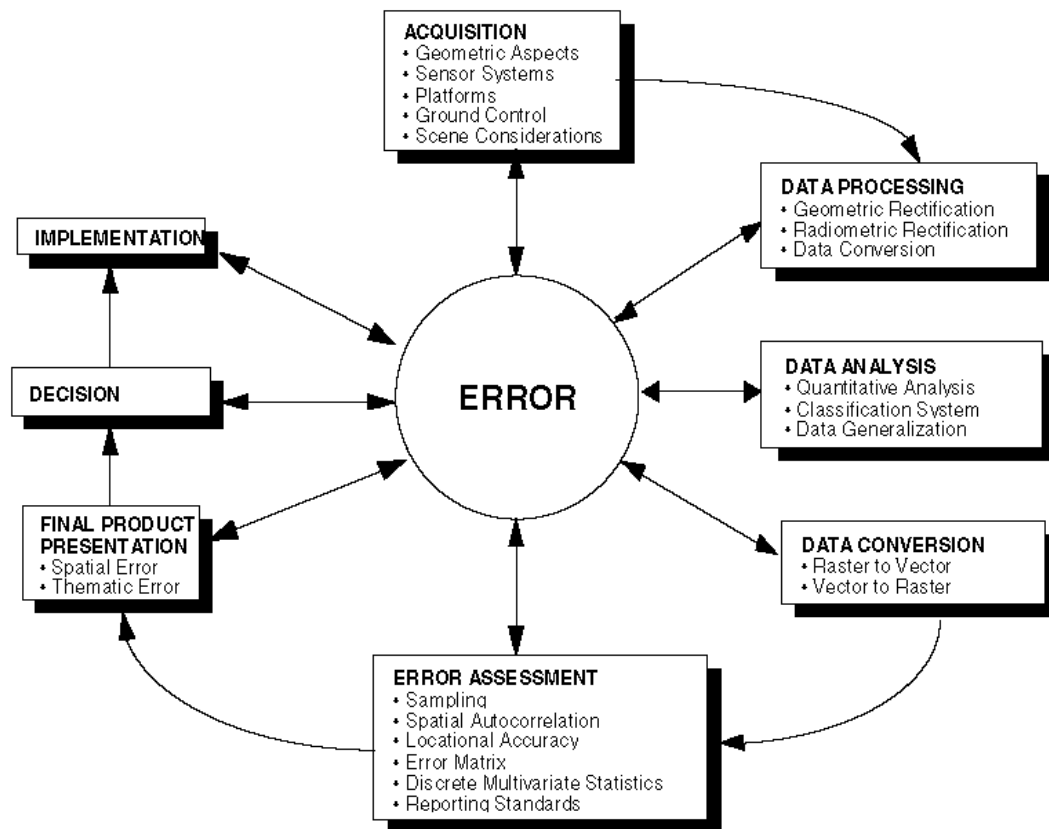 ACQUISITION
• Geometric Aspects
• Sensor Systems
• Platforms
• Ground Control
• Scene Considerations
DATA PROCESSING
• Geometric Rectification
• Radiometric Rectification
• Data Conversion
IMPLEMENTATION
DATA ANALYSIS
• Quantitative Analysis
• Classification System
• Data Generalization
ERROR
DECISION
FINAL PRODUCT
PRESENTATION
• Spatial Error
• Thematic Error
DATA CONVERSION
• Raster to Vector
• Vector to Raster
ERROR ASSESSMENT
• Sampling
• Spatial Autocorrelation
• Locational Accuracy
• Error Matrix
• Discrete Multivariate Statistics
• Reporting Standards